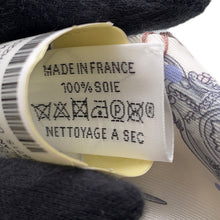 MADE IN FRANCE
100% SOIE
NETTOYAGE A SEC